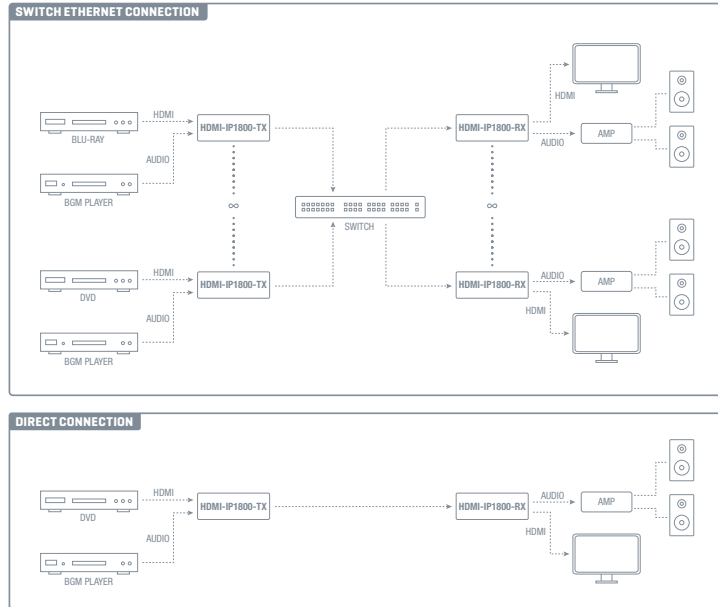 SWITCH ETHERNET CONNECTION
HDMI
BLU-RAY
HDMI-IP1800-TX
AUDIO
BGM PLAYER
HDMI-IP1800-RX
HDMI
AUDIO
AMP
∞
SWITCH
∞
HDMI
DVD
HDMI-IP1800-TX
AUDIO
BGM PLAYER
HDMI-IP1800-RX
AUDIO
AMP
HDMI
DIRECT CONNECTION
HDMI
DVD
HDMI-IP1800-TX
AUDIO
BGM PLAYER
HDMI-IP1800-RX
AUDIO
AMP
HDMI